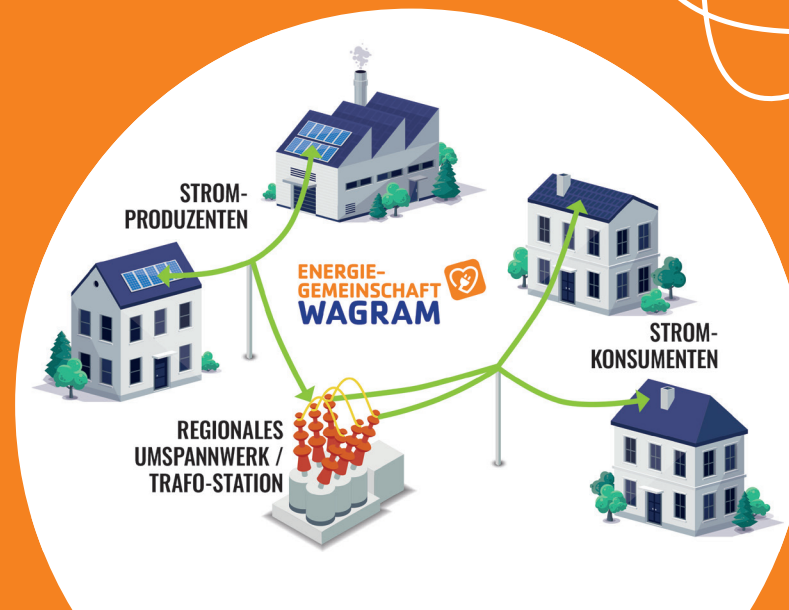 STROM-
PRODUZENTEN
ENERGIE-
GEMEINSCHAFT
WAGRAM
STROM-
KONSUMENTEN
REGIONALES
UMSPANNWERK /
TRAFO-STATION